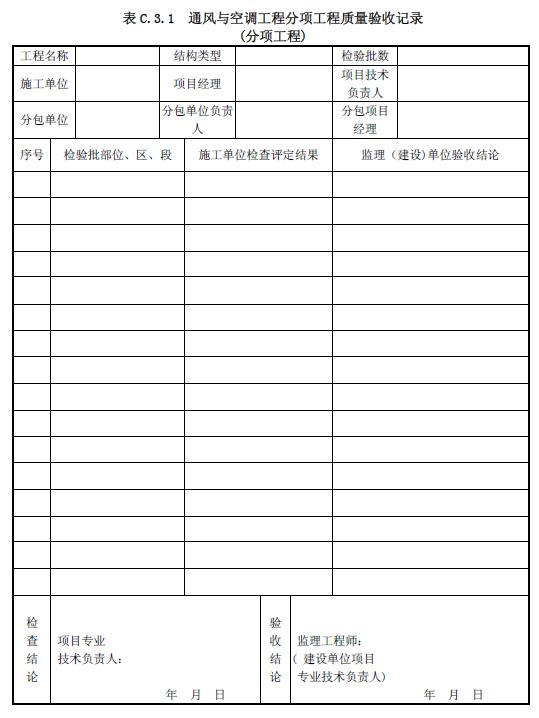 表 C.3.1 通风与空调工程分项工程质量验收记录
(分项工程)
工程名称 结构类型 检验批数
施工单位 项目经理 项目技术
负责人
分包单位 分包单位负责
人 分包项目
经理
序号 检验批部位、区、段 施工单位检查评定结果 监理（建设)单位验收结论
检
查
结
论
项目专业
技术负责人：
年 月 日
验
收
结
论
监理工程师：
( 建设单位项目
专业技术负责人)
年 月 日